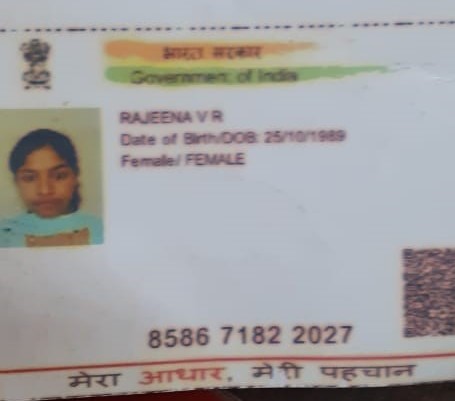 भारत सरकार
Government of India
RAJEENA V R
Date of Birth/DOB: 25/10/1989
Female/ FEMALE
8586 7182 2027
मेरा आधार, मेरी पहचान